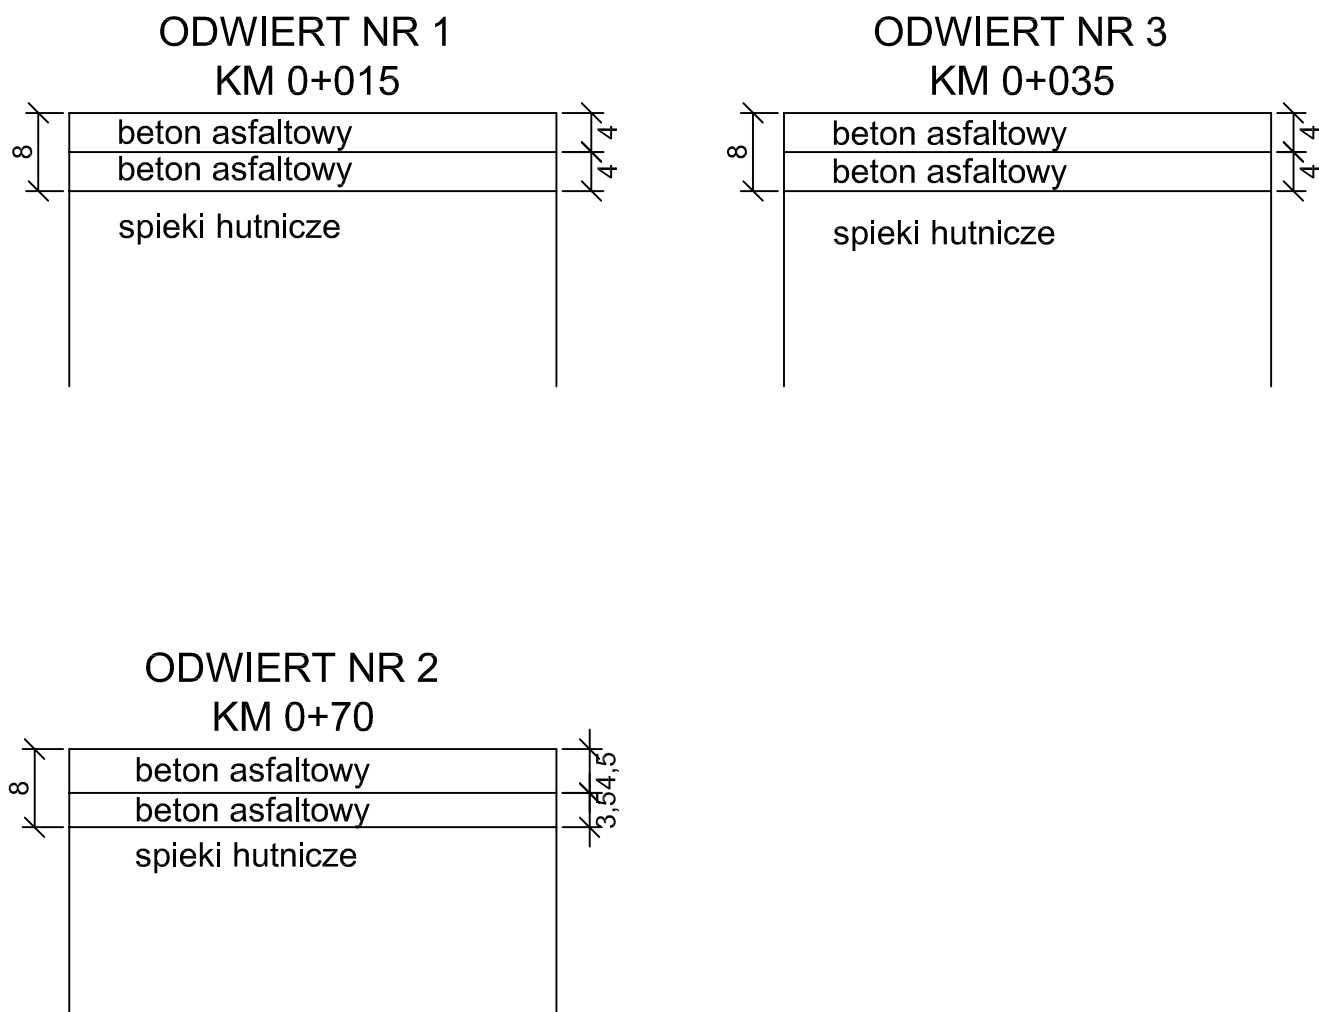 ODWIERT NR 1
KM 0+015
8
beton asfaltowy
4
beton asfaltowy
4
spieki hutnicze
ODWIERT NR 3
KM 0+035
8
beton asfaltowy
4
beton asfaltowy
4
spieki hutnicze
ODWIERT NR 2
KM 0+70
8
beton asfaltowy
4,5
beton asfaltowy
3,5
spieki hutnicze